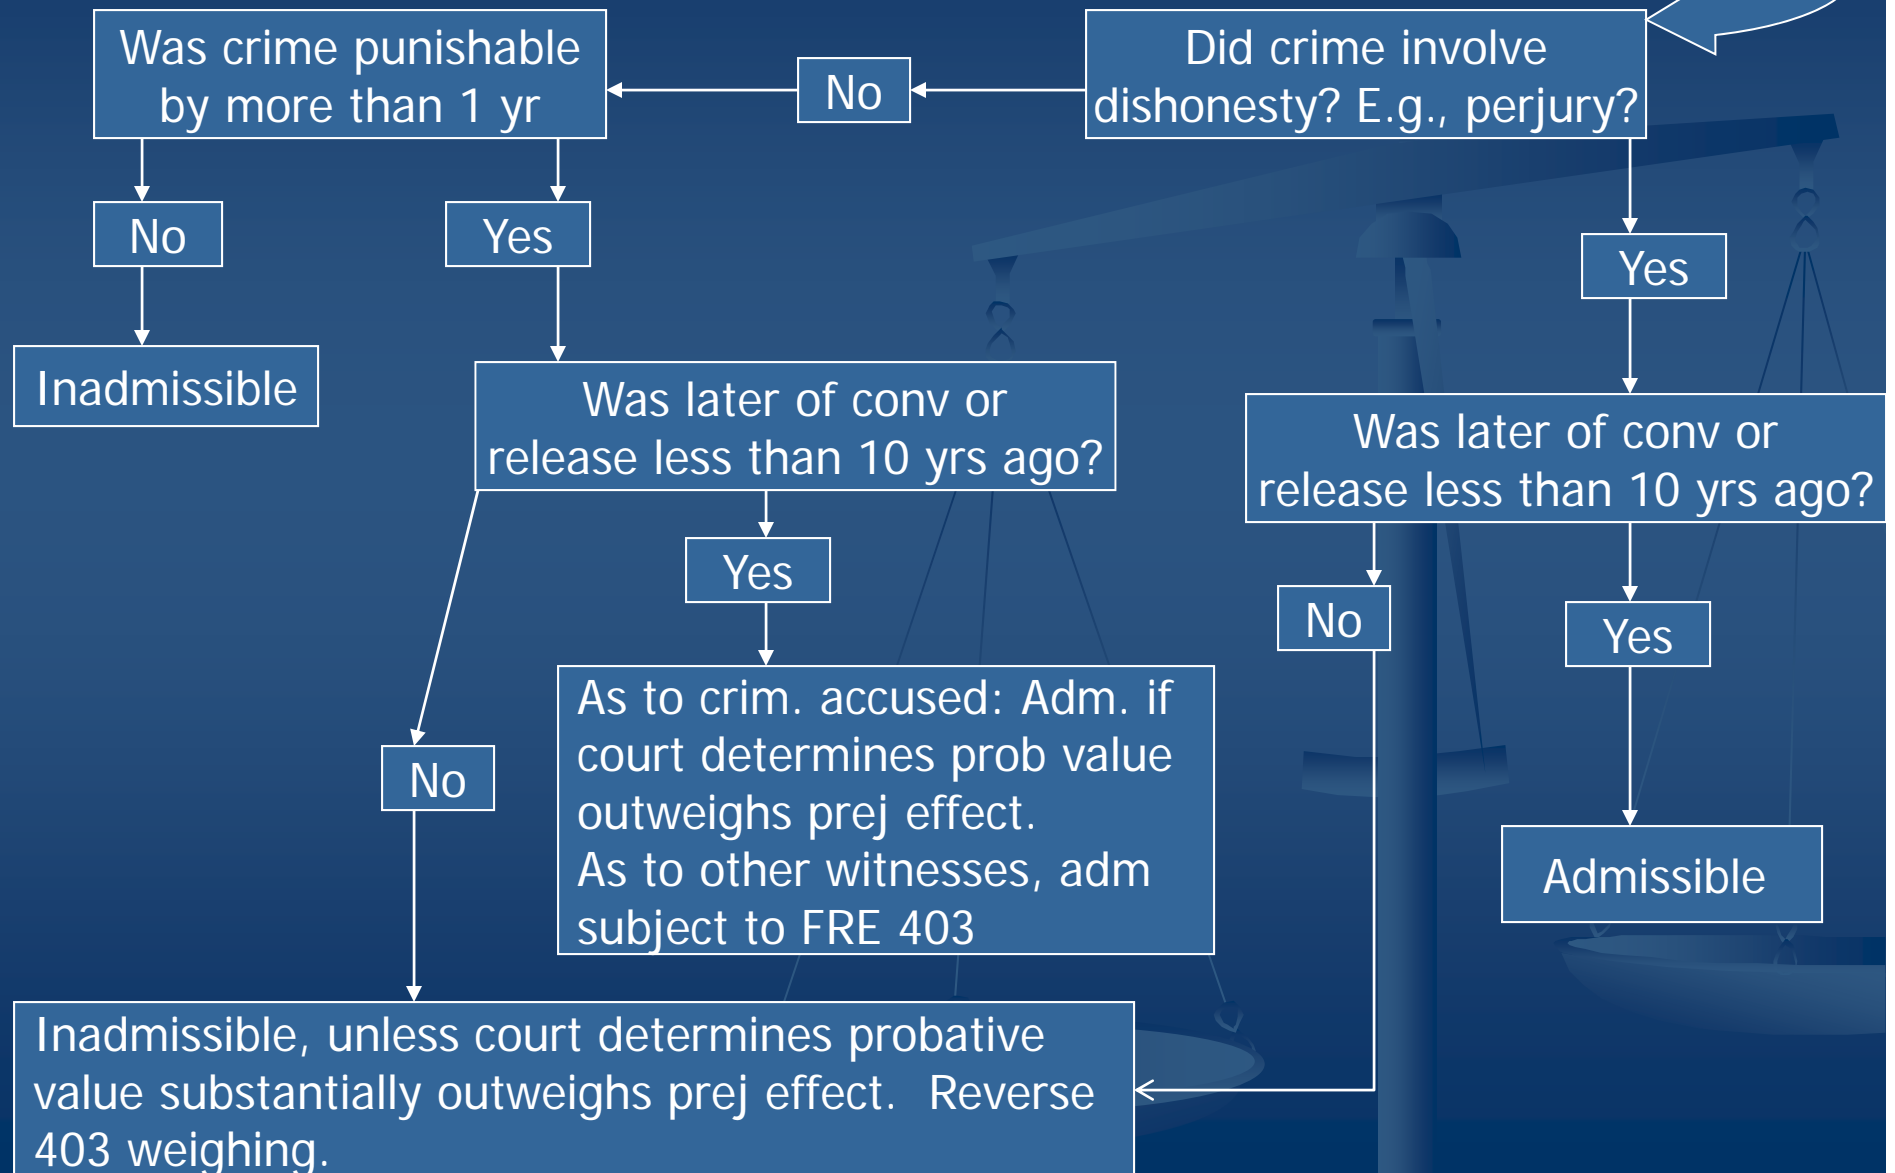 Did crime involve
dishonesty? E.g., perjury?
No
Was crime punishable
by more than 1 yr
No
Yes
Inadmissible
Was later of conv or
release less than 10 yrs ago?
Yes
As to crim. accused: Adm. if
court determines prob value
outweighs prej effect.
As to other witnesses, adm
subject to FRE 403
No
Yes
Was later of conv or
release less than 10 yrs ago?
No
Yes
Admissible
Inadmissible, unless court determines probative
value substantially outweighs prej effect.  Reverse
403 weighing.